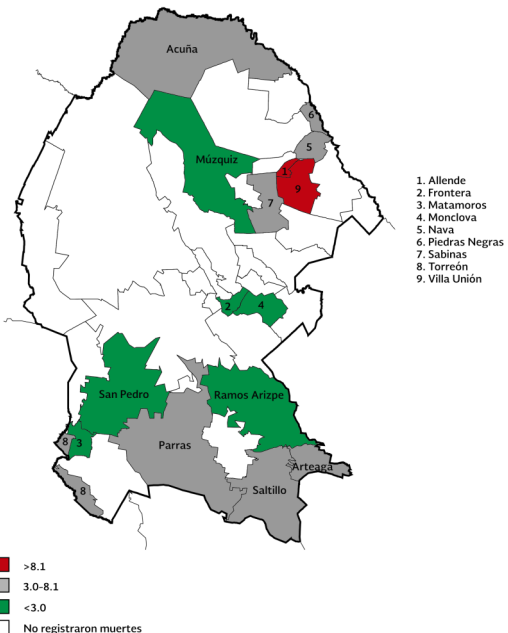 Acuña
6
5
Múzquiz
1
9
7
1. Allende
2. Frontera
3. Matamoros
4. Monclova
5. Nava
6. Piedras Negras
7. Sabinas
8. Torreón
9. Villa Unión
2 4
San Pedro
Ramos Arizpe
8 3
Parras
Arteaga
8
Saltillo
>8.1
3.0-8.1
<3.0
No registraron muertes